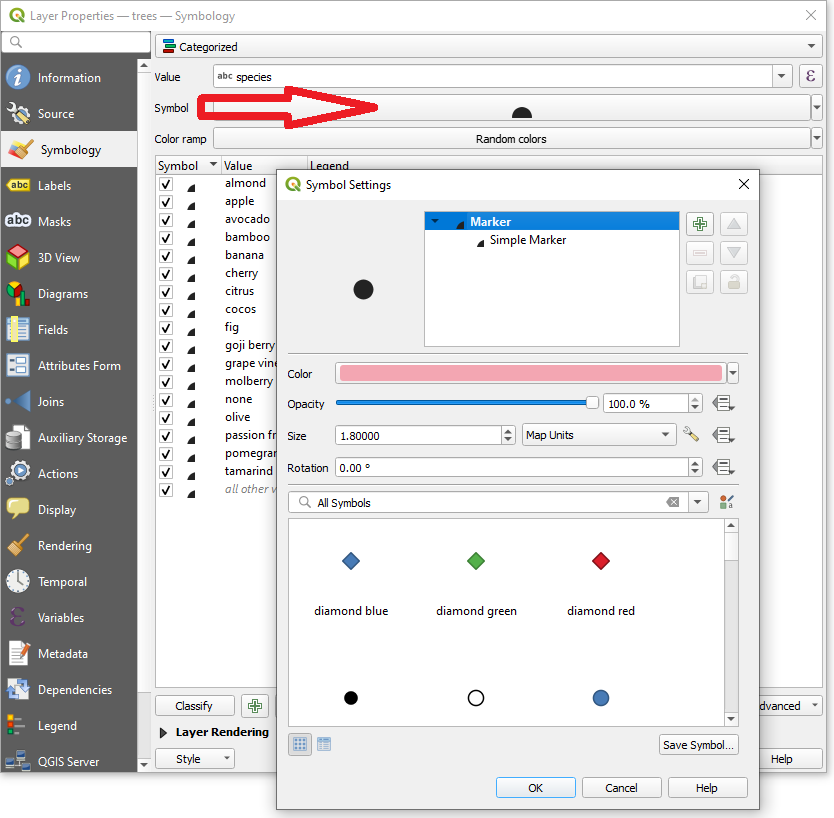 Layer Properties — trees — Symbology
Categorized
Information
Value
abc species
ε
Source
Symbol
Symbology
Color ramp
Random colors
abc Labels
abc Masks
3D View
Diagrams
Fields
Attributes Form
Joins
Auxiliary Storage
Actions
Display
Rendering
Temporal
Variables
Metadata
Dependencies
Legend
QGIS Server
Symbol
Value
Legend
almond
apple
avocado
bamboo
banana
cherry
citrus
cocos
fig
goji berry
grape vine
molberry
none
olive
passion fr
pomegran
tamarind
all other v
Classify
Layer Rendering
Style
dvanced
Help
Symbol Settings
Marker
Simple Marker
Color
Opacity
100.0 %
Size
1.80000
Map Units
Rotation
0.00 °
All Symbols
diamond blue
diamond green
diamond red
Save Symbol...
OK
Cancel
Help